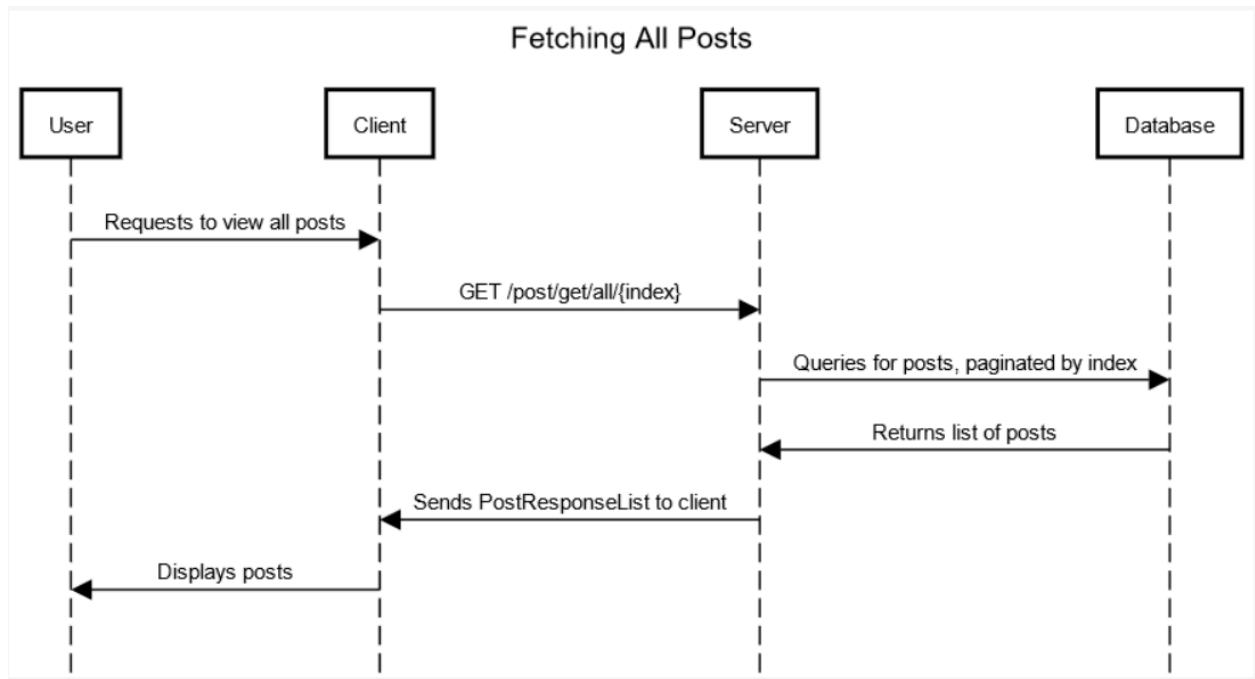 Fetching All Posts
User
Client
Server
Database
Requests to view all posts
GET /post/get/all/{index}
Queries for posts, paginated by index
Returns list of posts
Sends PostResponseList to client
Displays posts